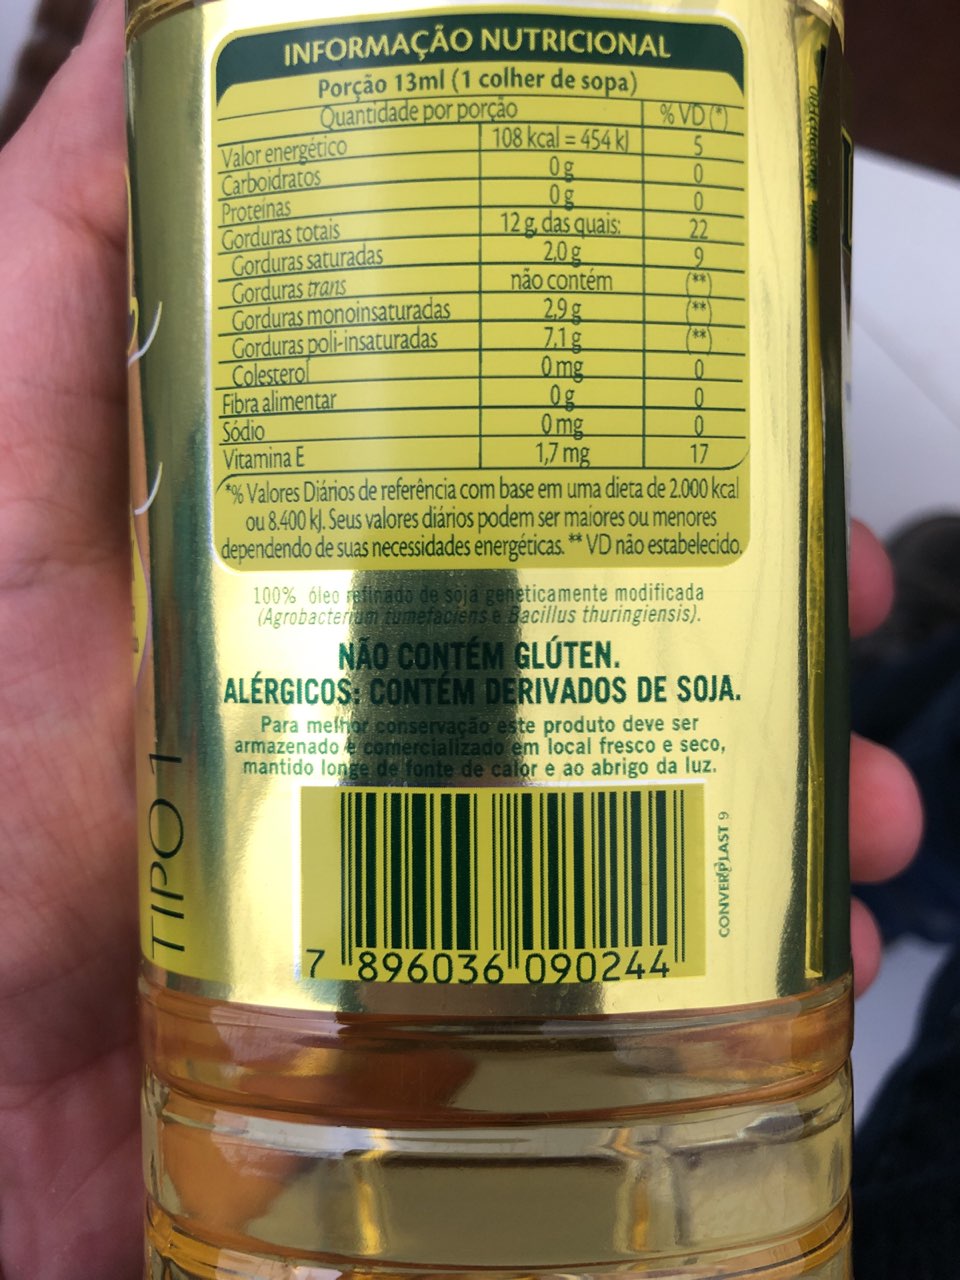 INFORMAÇÃO NUTRICIONAL
Porção 13ml (1 colher de sopa)
Quantidade por porção % VD (*)
Valor energético 108 kcal = 454 kJ 5
Carboidratos 0 g 0
Proteínas 0 g 0
Gorduras totais 12 g, das quais: 22
Gorduras saturadas 2,0 g 9
Gorduras trans não contém (**)
Gorduras monoinsaturadas 2,9 g (**)
Gorduras poli-insaturadas 7,1 g (**)
Colesterol 0 mg 0
Fibra alimentar 0 g 0
Sódio 0 mg 0
Vitamina E 1,7 mg 17
*% Valores Diários de referência com base em uma dieta de 2.000 kcal
ou 8.400 kJ. Seus valores diários podem ser maiores ou menores
dependendo de suas necessidades energéticas. ** VD não estabelecido.
100% óleo refinado de soja geneticamente modificada
(Agrobacterium tumefaciens e Bacillus thuringiensis).
NÃO CONTÉM GLÚTEN.
ALÉRGICOS: CONTÉM DERIVADOS DE SOJA.
Para melhor conservação este produto deve ser
armazenado e comercializado em local fresco e seco,
mantido longe de fonte de calor e ao abrigo da luz.
7 896036 090244
CONVERPLAST 9
TIPO 1